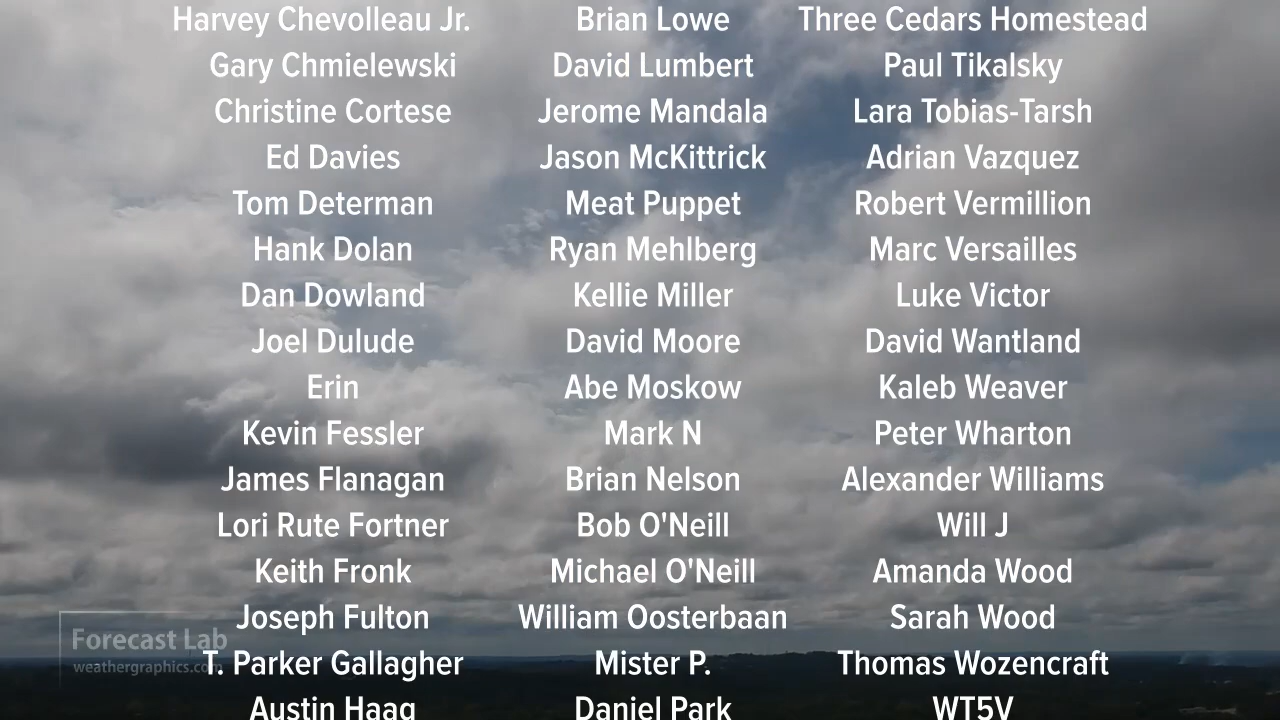 Harvey Chevolleau Jr.
Gary Chmielewski
Christine Cortese
Ed Davies
Tom Determan
Hank Dolan
Dan Dowland
Joel Dulude
Erin
Kevin Fessler
James Flanagan
Lori Rute Fortner
Keith Fronk
Joseph Fulton
T. Parker Gallagher
Austin Haag
Brian Lowe
David Lumbert
Jerome Mandala
Jason McKittrick
Meat Puppet
Ryan Mehlberg
Kellie Miller
David Moore
Abe Moskow
Mark N
Brian Nelson
Bob O'Neill
Michael O'Neill
William Oosterbaan
Mister P.
Daniel Park
Three Cedars Homestead
Paul Tikalsky
Lara Tobias-Tarsh
Adrian Vazquez
Robert Vermillion
Marc Versailles
Luke Victor
David Wantland
Kaleb Weaver
Peter Wharton
Alexander Williams
Will J
Amanda Wood
Sarah Wood
Thomas Wozencraft
WT5V
Forecast Lab
weathergraphics.com